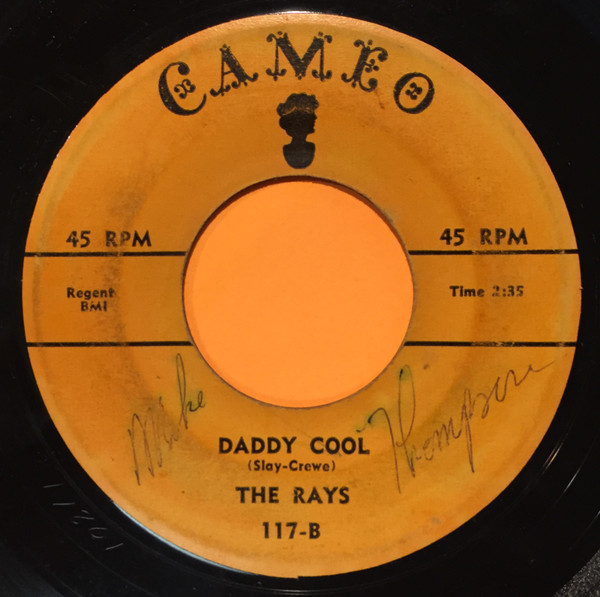 CAMEO
45 RPM
45 RPM
Regent
BMI
Time 2:35
Mike
Thompson
DADDY COOL
(Slay-Crewe)
THE RAYS
117-B